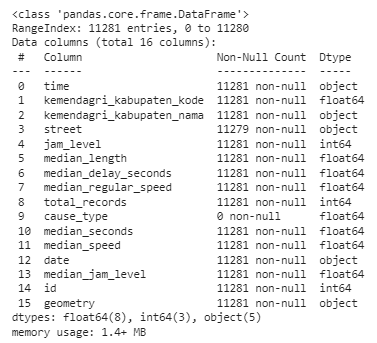 <class 'pandas.core.frame.DataFrame'>
RangeIndex: 11281 entries, 0 to 11280
Data columns (total 16 columns):
 #   Column                     Non-Null Count  Dtype
---  ------                     --------------  -----
 0   time                       11281 non-null  object
 1   kemendagri_kabupaten_kode  11281 non-null  float64
 2   kemendagri_kabupaten_nama  11281 non-null  object
 3   street                     11279 non-null  object
 4   jam_level                  11281 non-null  int64
 5   median_length              11281 non-null  float64
 6   median_delay_seconds       11281 non-null  float64
 7   median_regular_speed       11281 non-null  float64
 8   total_records              11281 non-null  int64
 9   cause_type                 0 non-null      float64
 10  median_seconds             11281 non-null  float64
 11  median_speed               11281 non-null  float64
 12  date                       11281 non-null  object
 13  median_jam_level           11281 non-null  float64
 14  id                         11281 non-null  int64
 15  geometry                   11281 non-null  object
dtypes: float64(8), int64(3), object(5)
memory usage: 1.4+ MB